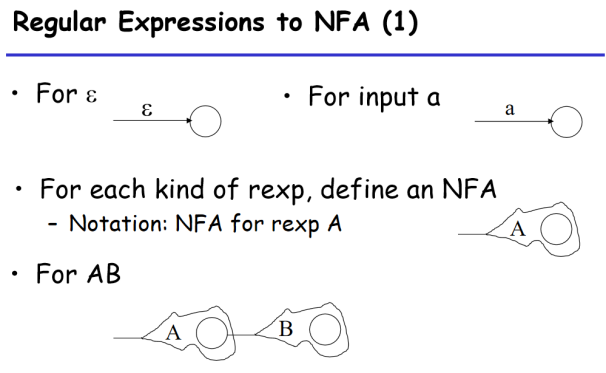 Regular Expressions to NFA (1)
• For ε
ε
• For input a
a
• For each kind of rexp, define an NFA
– Notation: NFA for rexp A
A
• For AB
A
B